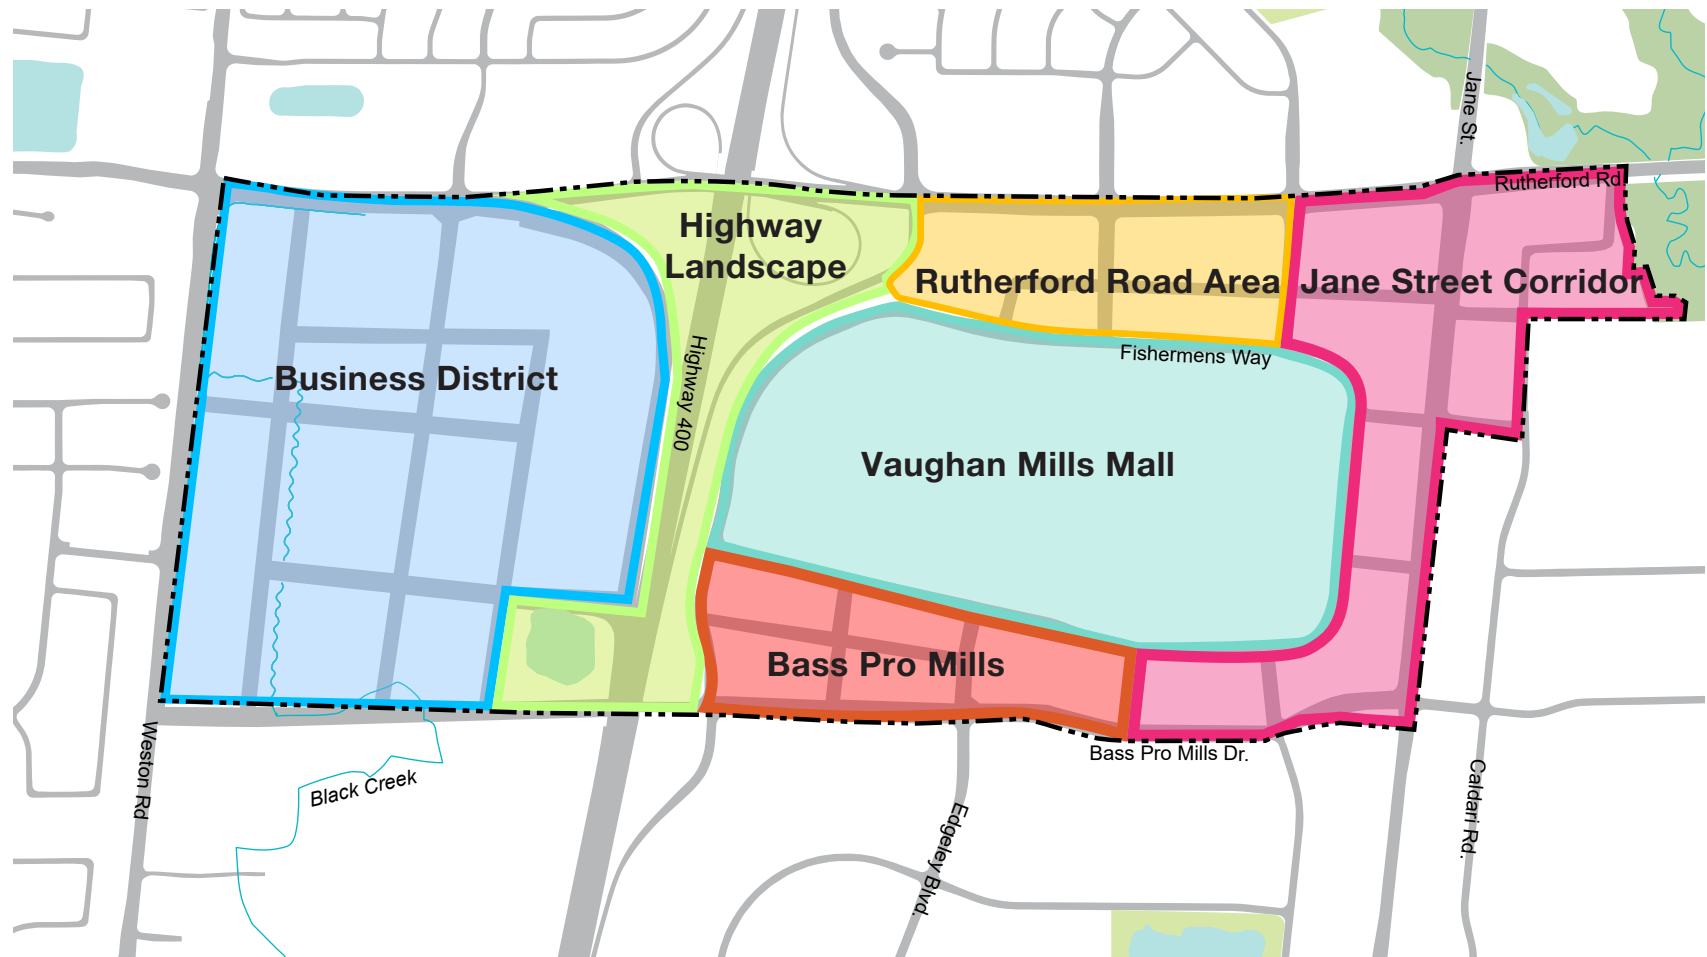 Jane St.
Rutherford Rd
Highway
Landscape
Rutherford Road Area
Jane Street Corridor
Highway 400
Fishermens Way
Business District
Vaughan Mills Mall
Bass Pro Mills
Bass Pro Mills Dr.
Weston Rd
Black Creek
Edgeley Blvd.
Caldari Rd.